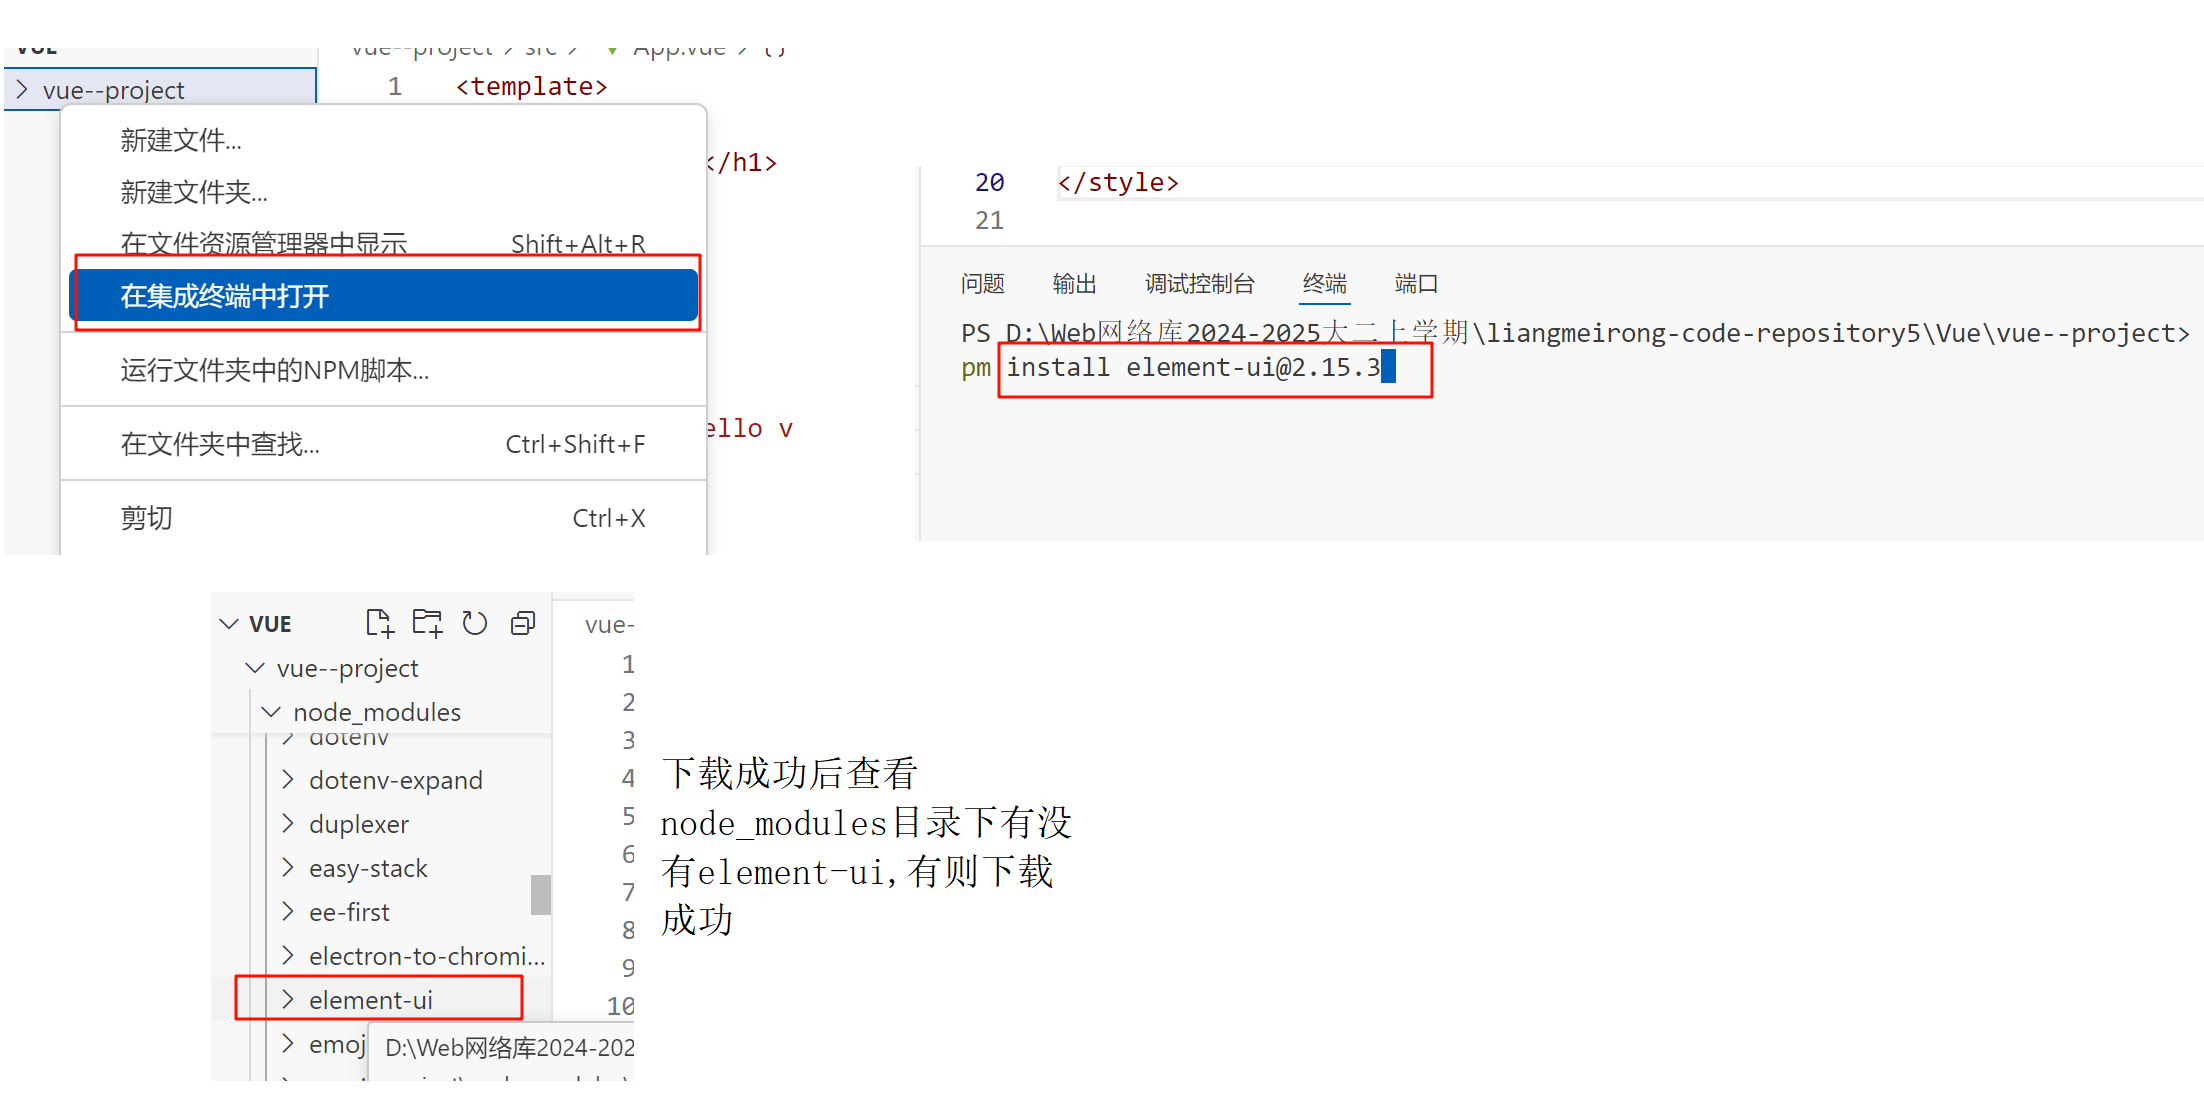 VUE
vue--project > src > App.vue > {}
vue--project
1 <template>
新建文件...
</h1>
新建文件夹...
在文件资源管理器中显示 Shift+Alt+R
在集成终端中打开
运行文件夹中的NPM脚本...
ello v
在文件夹中查找... Ctrl+Shift+F
剪切 Ctrl+X
20 </style>
21
问题 输出 调试控制台 终端 端口
PS D:\Web网络库2024-2025大二上学期\liangmeirong-code-repository5\Vue\vue--project>
pm install element-ui@2.15.3
VUE
vue-
vue--project
node_modules
dotenv
dotenv-expand
duplexer
easy-stack
ee-first
electron-to-chromi...
element-ui
emoj
D:\Web网络库2024-202
1
2
3
4
5
6
7
8
9
10
下载成功后查看
node_modules目录下有没
有element-ui,有则下载
成功